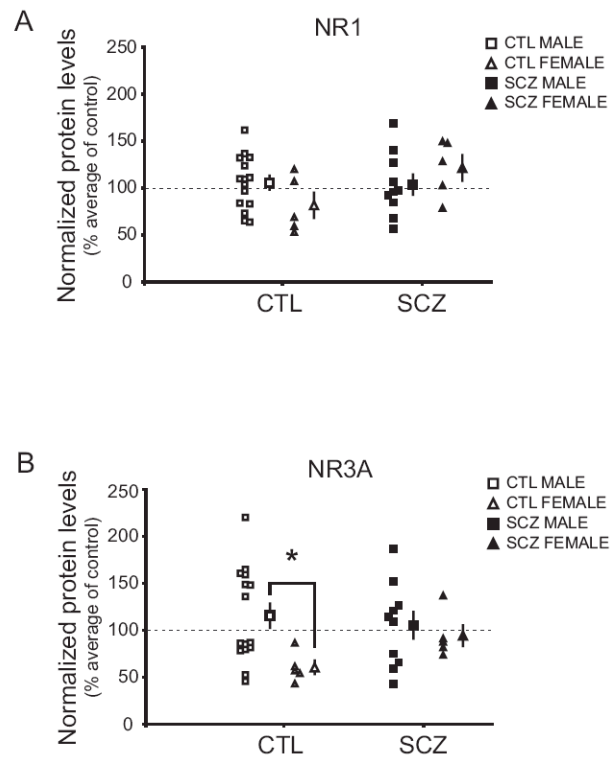 A
NR1
CTL MALE
CTL FEMALE
SCZ MALE
SCZ FEMALE
Normalized protein levels
(% average of control)
250
200
150
100
50
0
CTL
SCZ
B
NR3A
CTL MALE
CTL FEMALE
SCZ MALE
SCZ FEMALE
Normalized protein levels
(% average of control)
250
200
150
100
50
0
*
CTL
SCZ